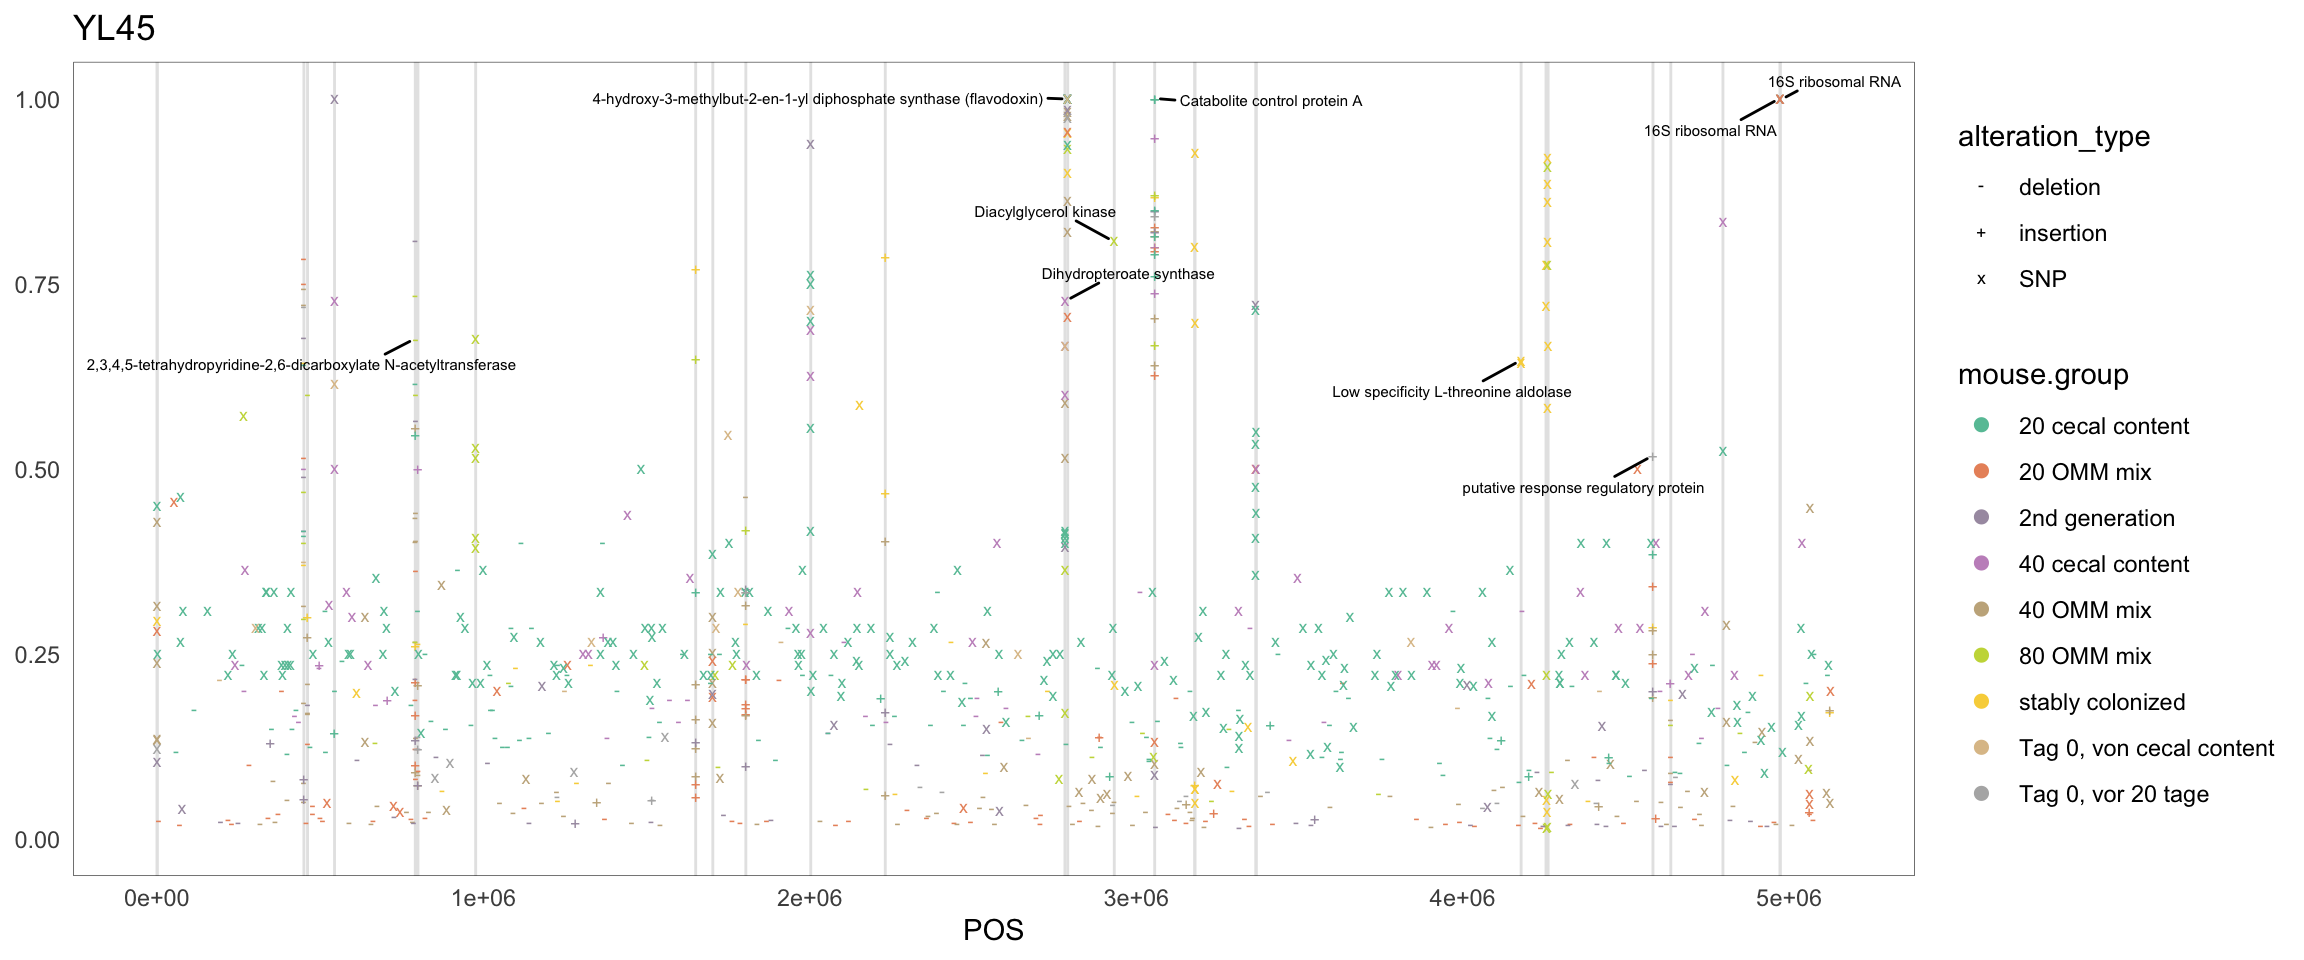 YL45
1.00
0.75
0.50
0.25
0.00
4-hydroxy-3-methylbut-2-en-1-yl diphosphate synthase (flavodoxin)
Catabolite control protein A
16S ribosomal RNA
16S ribosomal RNA
Diacylglycerol kinase
Dihydropteroate synthase
2,3,4,5-tetrahydropyridine-2,6-dicarboxylate N-acetyltransferase
Low specificity L-threonine aldolase
putative response regulatory protein
0e+00 1e+06 2e+06 3e+06 4e+06 5e+06
POS
alteration_type
- deletion
+ insertion
x SNP
mouse.group
20 cecal content
20 OMM mix
2nd generation
40 cecal content
40 OMM mix
80 OMM mix
stably colonized
Tag 0, von cecal content
Tag 0, vor 20 tage